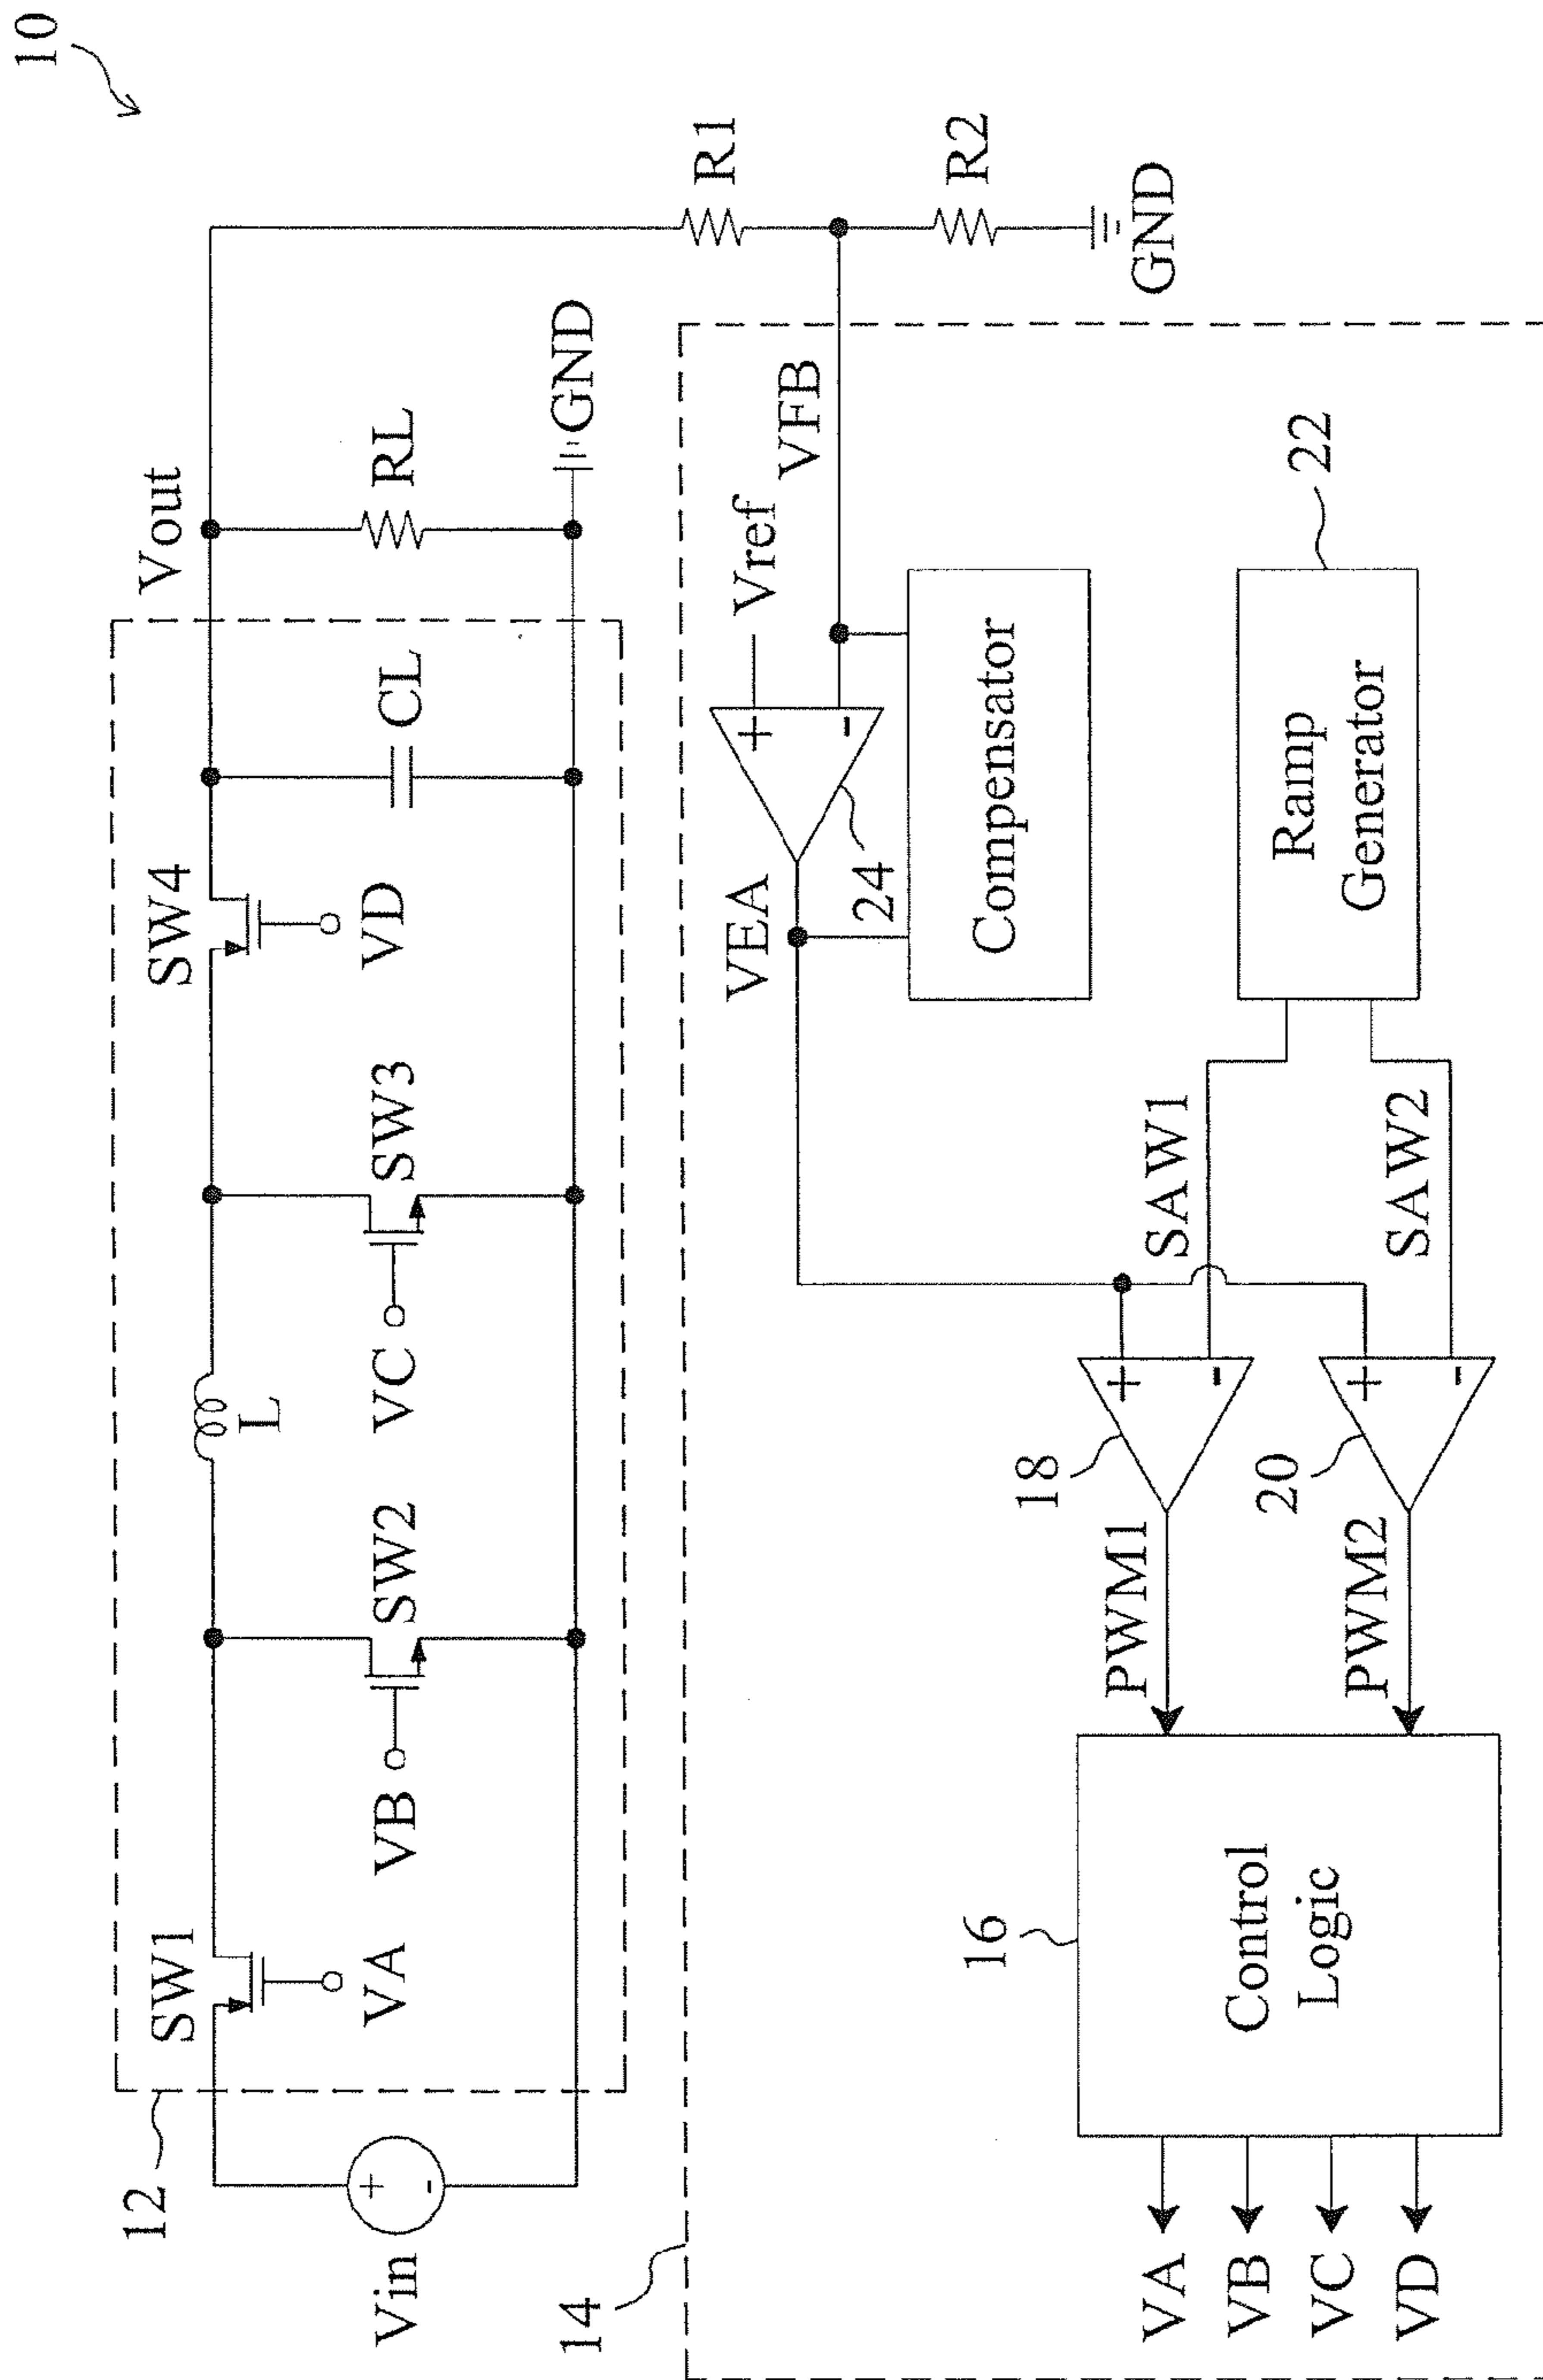 10
12
Vin
SW1
VA
VB
SW2
L
VC
SW3
SW4
VD
CL
Vout
RL
GND
R1
R2
GND
14
VEA
24
Vref
VFB
Compensator
16
Control
Logic
VA
VB
VC
VD
PWM1
PWM2
18
20
SAW1
SAW2
Ramp
Generator
22
+
-
+
-
+
-
+
-